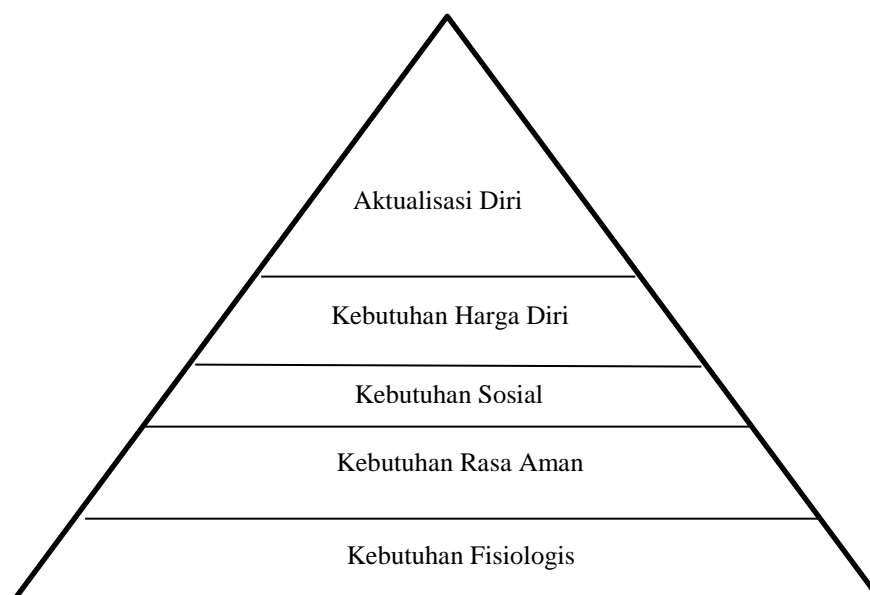 Aktualisasi Diri
Kebutuhan Harga Diri
Kebutuhan Sosial
Kebutuhan Rasa Aman
Kebutuhan Fisiologis